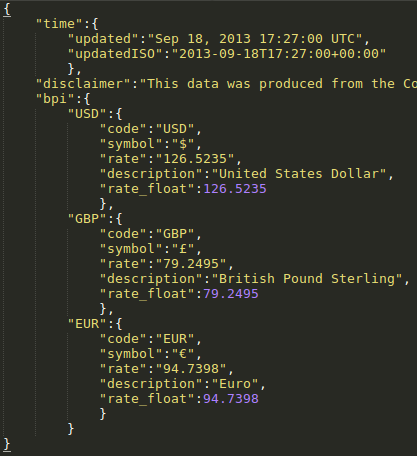 {
"time":{
"updated":"Sep 18, 2013 17:27:00 UTC",
"updatedISO":"2013-09-18T17:27:00+00:00"
},
"disclaimer":"This data was produced from the Co
"bpi":{
"USD":{
"code":"USD",
"symbol":"$",
"rate":"126.5235",
"description":"United States Dollar",
"rate_float":126.5235
},
"GBP":{
"code":"GBP",
"symbol":"£",
"rate":"79.2495",
"description":"British Pound Sterling",
"rate_float":79.2495
},
"EUR":{
"code":"EUR",
"symbol":"€",
"rate":"94.7398",
"description":"Euro",
"rate_float":94.7398
}
}
}